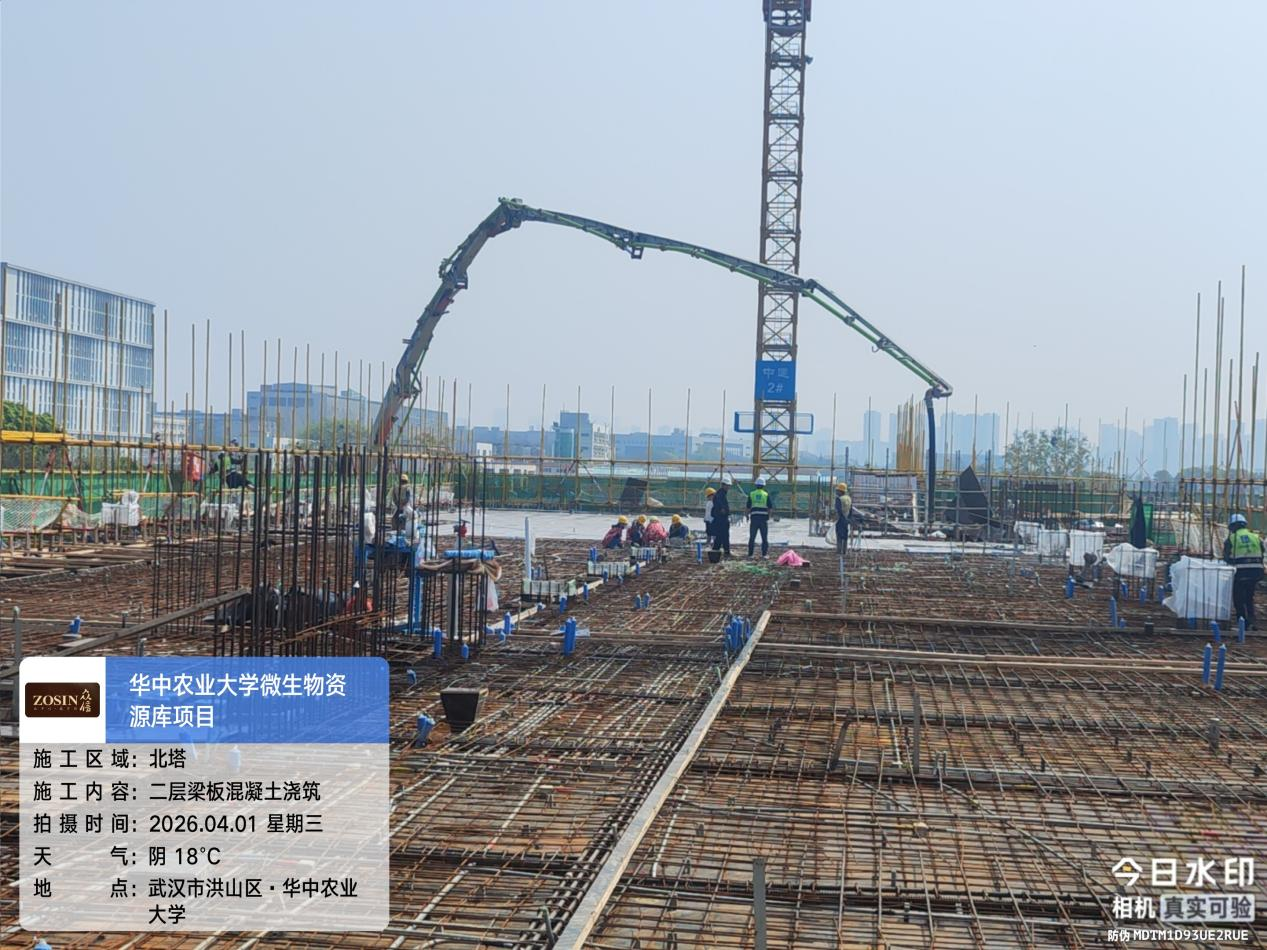 中建
2#
ZOSIN 众信
华中农业大学微生物资
源库项目
施工区域：北塔
施工内容：二层梁板混凝土浇筑
拍摄时间：2026.04.01 星期三
天气：阴 18°C
地点：武汉市洪山区·华中农业
大学
今日水印
相机 真实可验
防伪 MDTM1D93UE2RUE